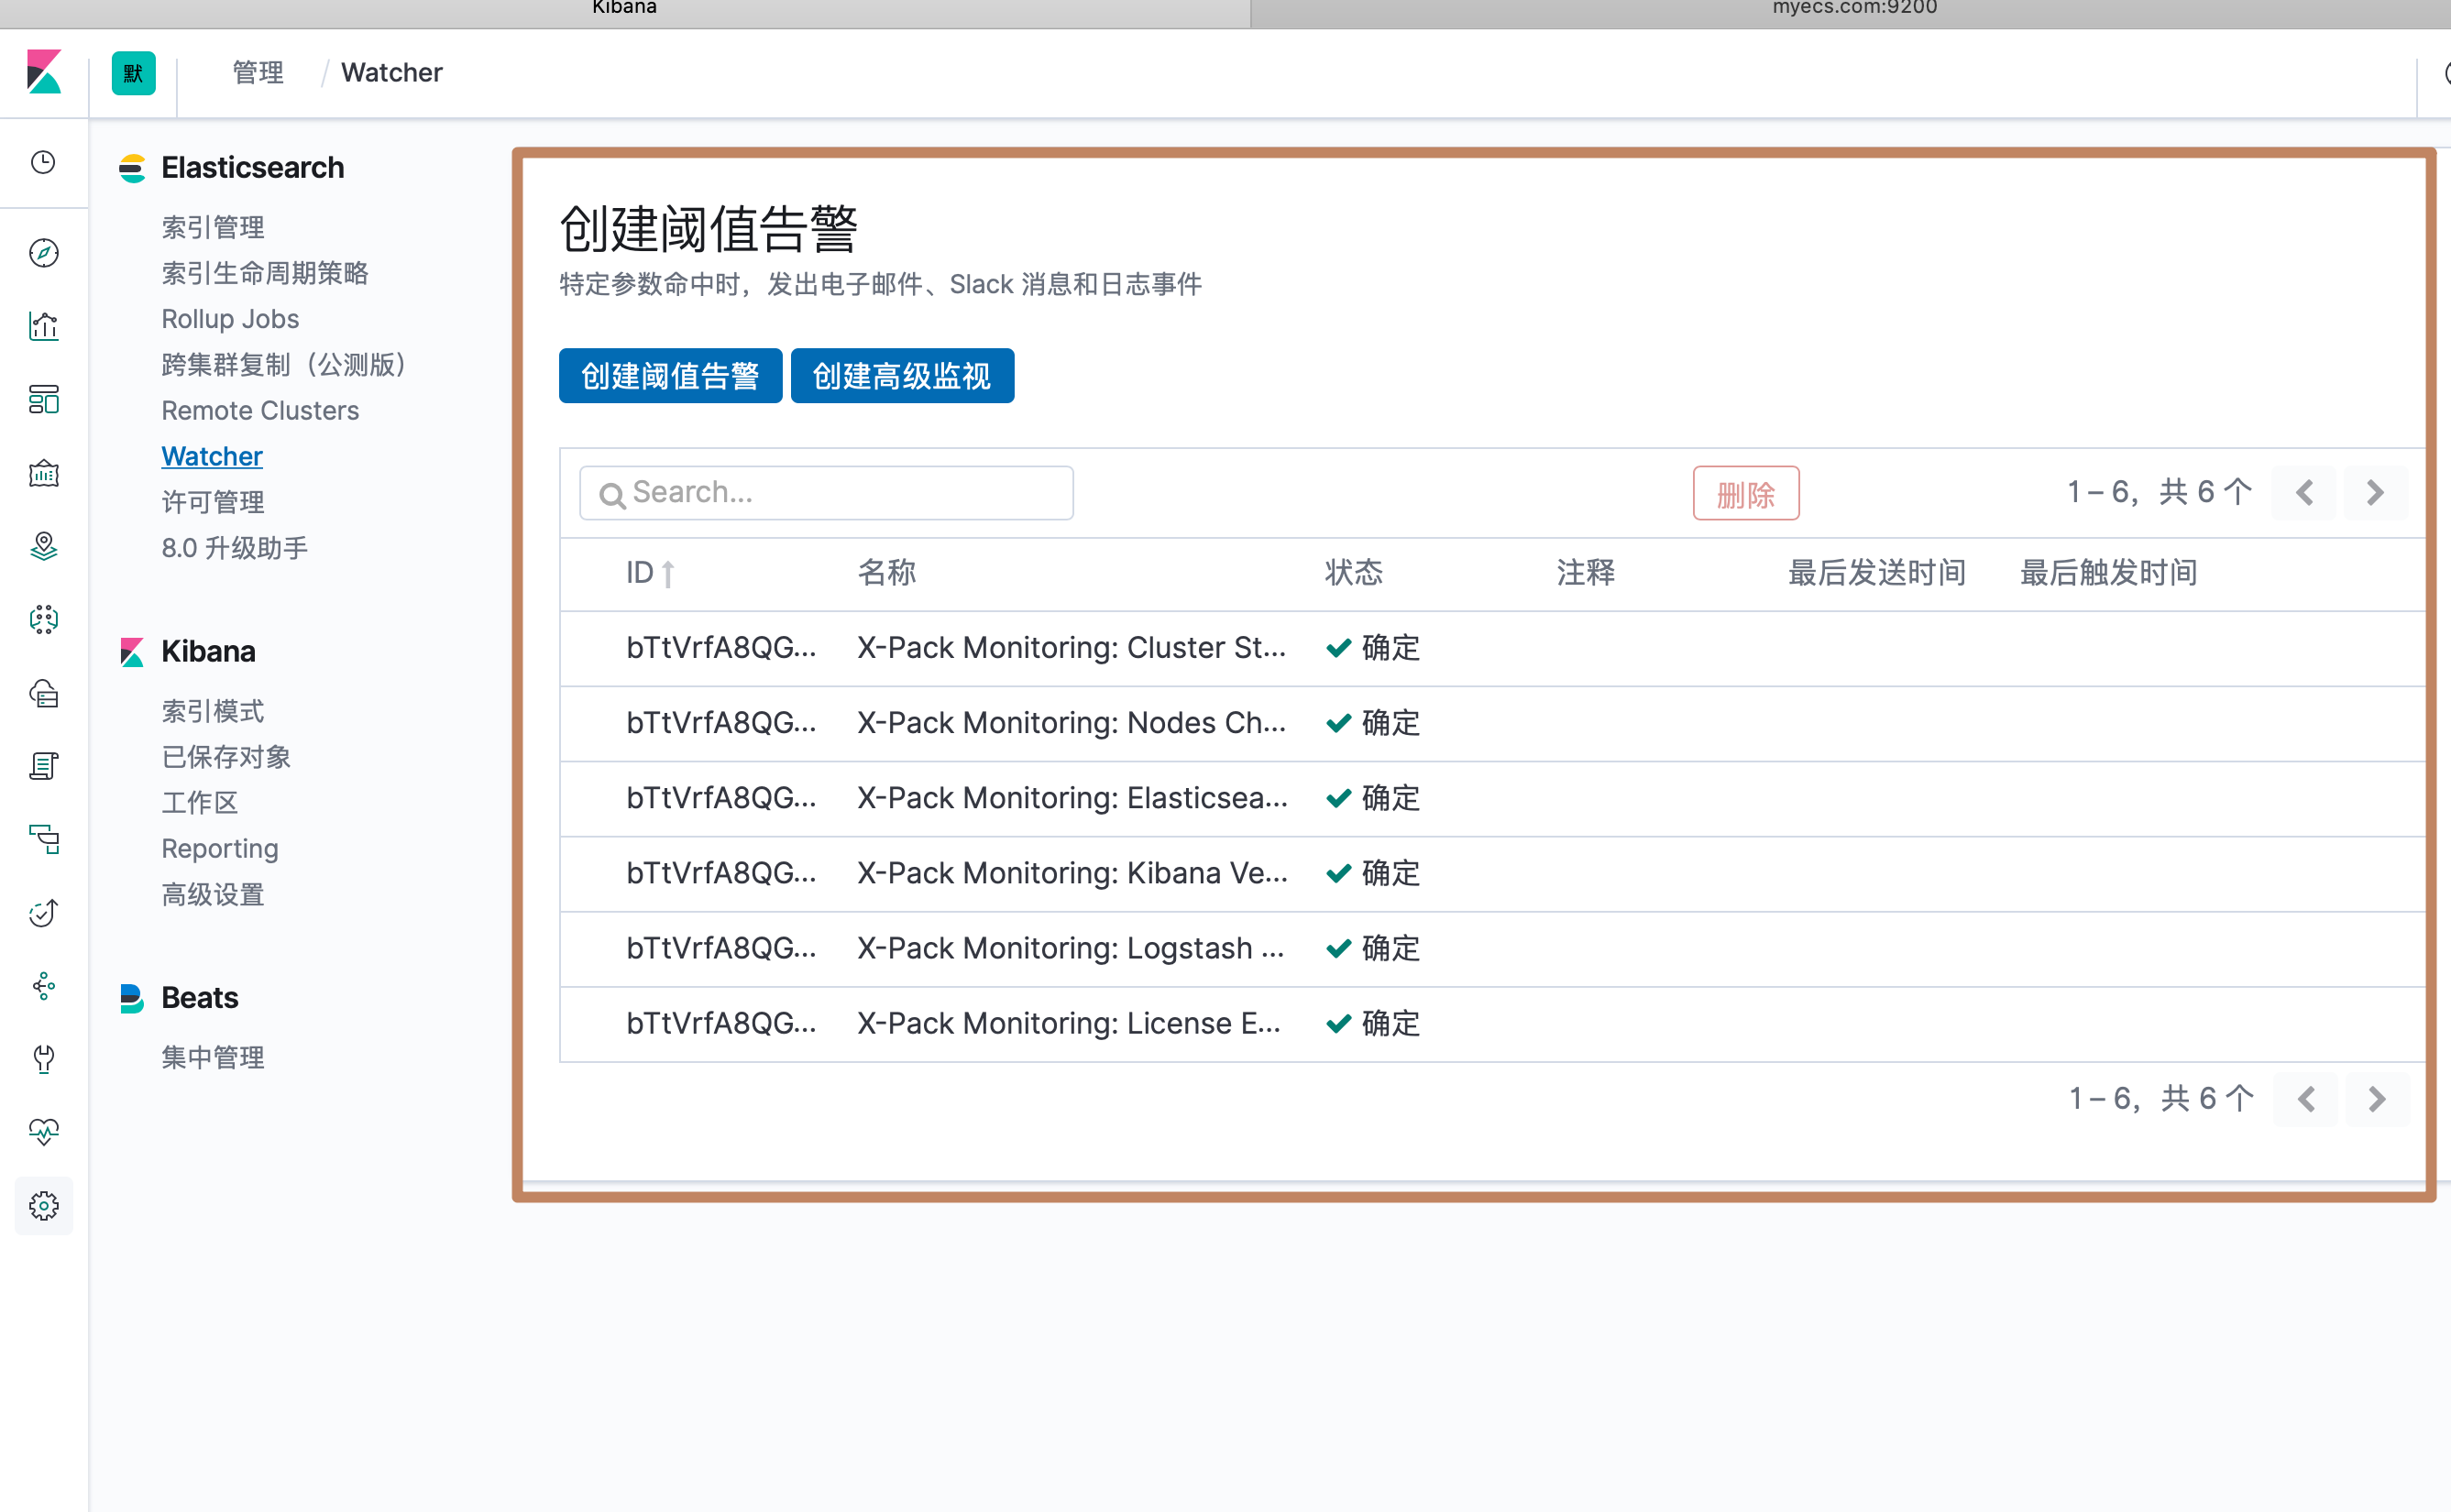 Kibana
myecs.com:9200
默
管理 / Watcher
Elasticsearch
索引管理
索引生命周期策略
Rollup Jobs
跨集群复制（公测版）
Remote Clusters
Watcher
许可管理
8.0 升级助手
Kibana
索引模式
已保存对象
工作区
Reporting
高级设置
Beats
集中管理
创建阈值告警
特定参数命中时，发出电子邮件、Slack 消息和日志事件
创建阈值告警 创建高级监视
Search... 删除 1 – 6，共 6 个
ID 名称 状态 注释 最后发送时间 最后触发时间
bTtVrfA8QG... X-Pack Monitoring: Cluster St... 确定
bTtVrfA8QG... X-Pack Monitoring: Nodes Ch... 确定
bTtVrfA8QG... X-Pack Monitoring: Elasticsea... 确定
bTtVrfA8QG... X-Pack Monitoring: Kibana Ve... 确定
bTtVrfA8QG... X-Pack Monitoring: Logstash ... 确定
bTtVrfA8QG... X-Pack Monitoring: License E... 确定
1 – 6，共 6 个